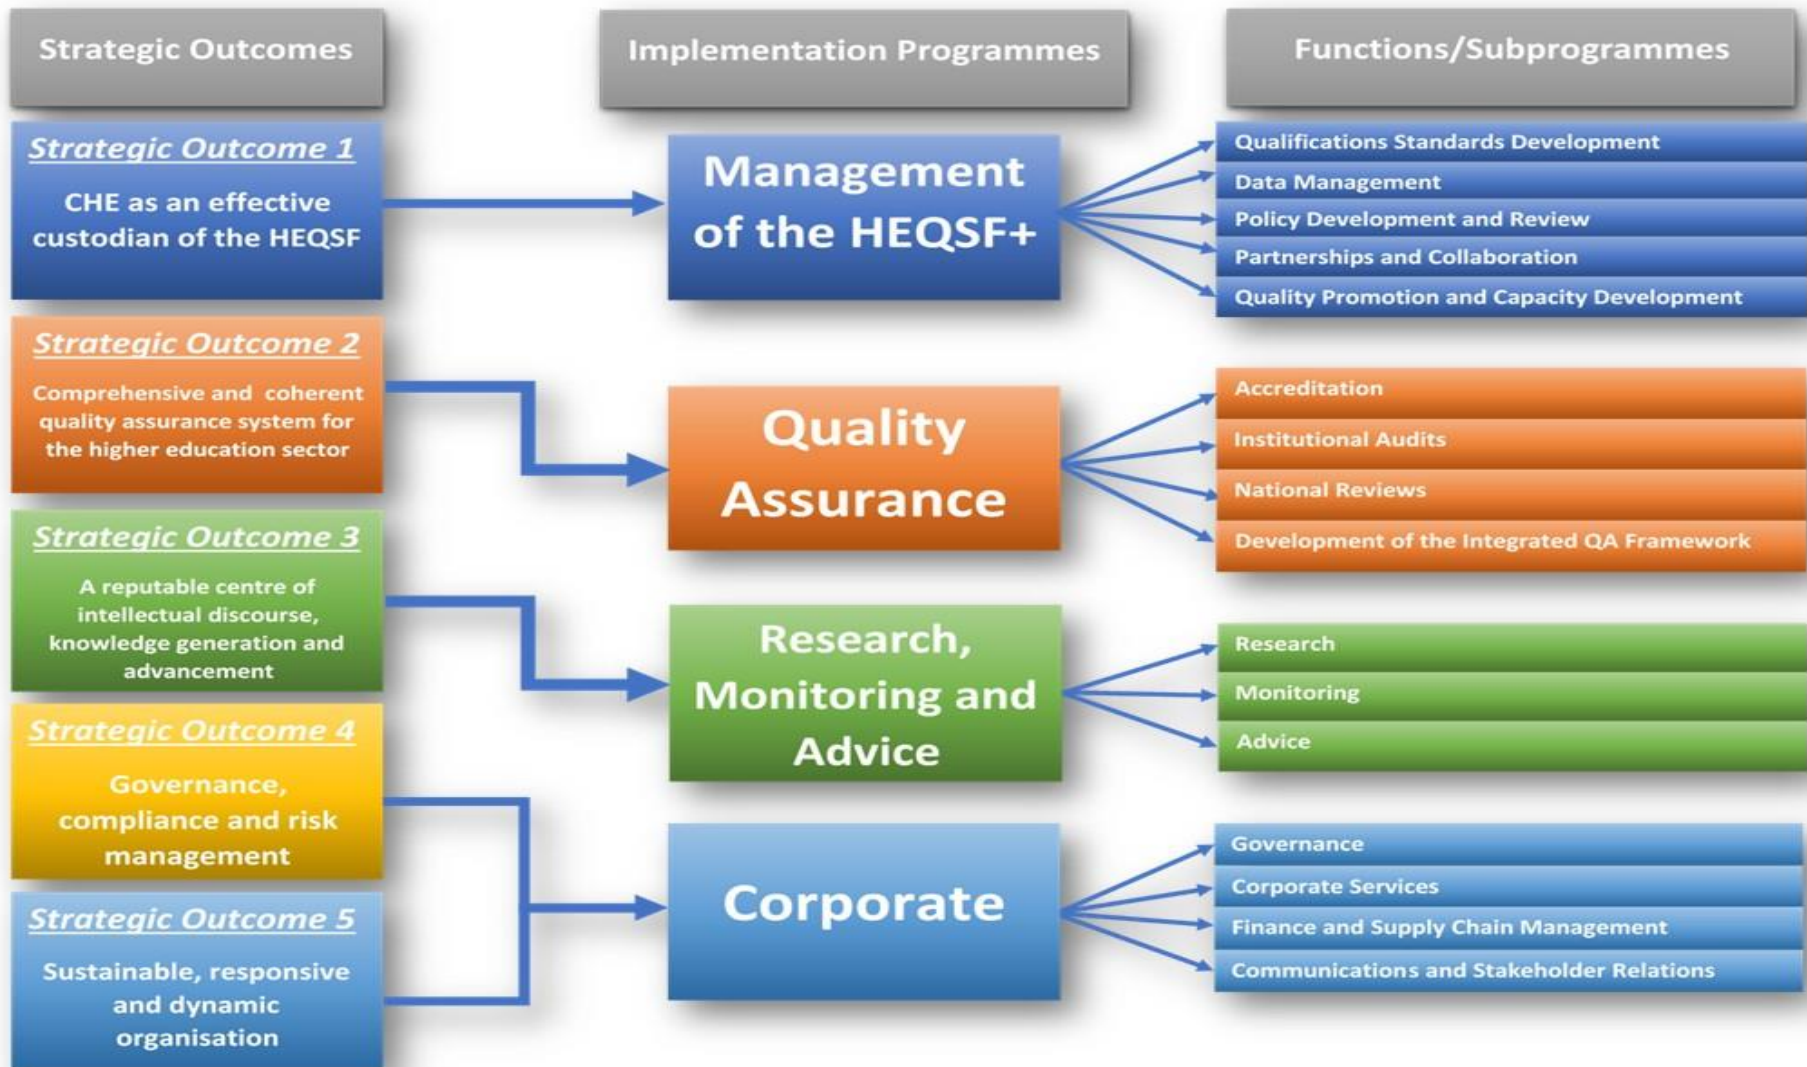 Strategic Outcomes
Implementation Programmes
Functions/Subprogrammes
Strategic Outcome 1
CHE as an effective
custodian of the HEQSF
Management
of the HEQSF+
Qualifications Standards Development
Data Management
Policy Development and Review
Partnerships and Collaboration
Quality Promotion and Capacity Development
Strategic Outcome 2
Comprehensive and coherent
quality assurance system for
the higher education sector
Quality
Assurance
Accreditation
Institutional Audits
National Reviews
Development of the Integrated QA Framework
Strategic Outcome 3
A reputable centre of
intellectual discourse,
knowledge generation and
advancement
Research,
Monitoring and
Advice
Research
Monitoring
Advice
Strategic Outcome 4
Governance,
compliance and risk
management
Strategic Outcome 5
Sustainable, responsive
and dynamic
organisation
Corporate
Governance
Corporate Services
Finance and Supply Chain Management
Communications and Stakeholder Relations